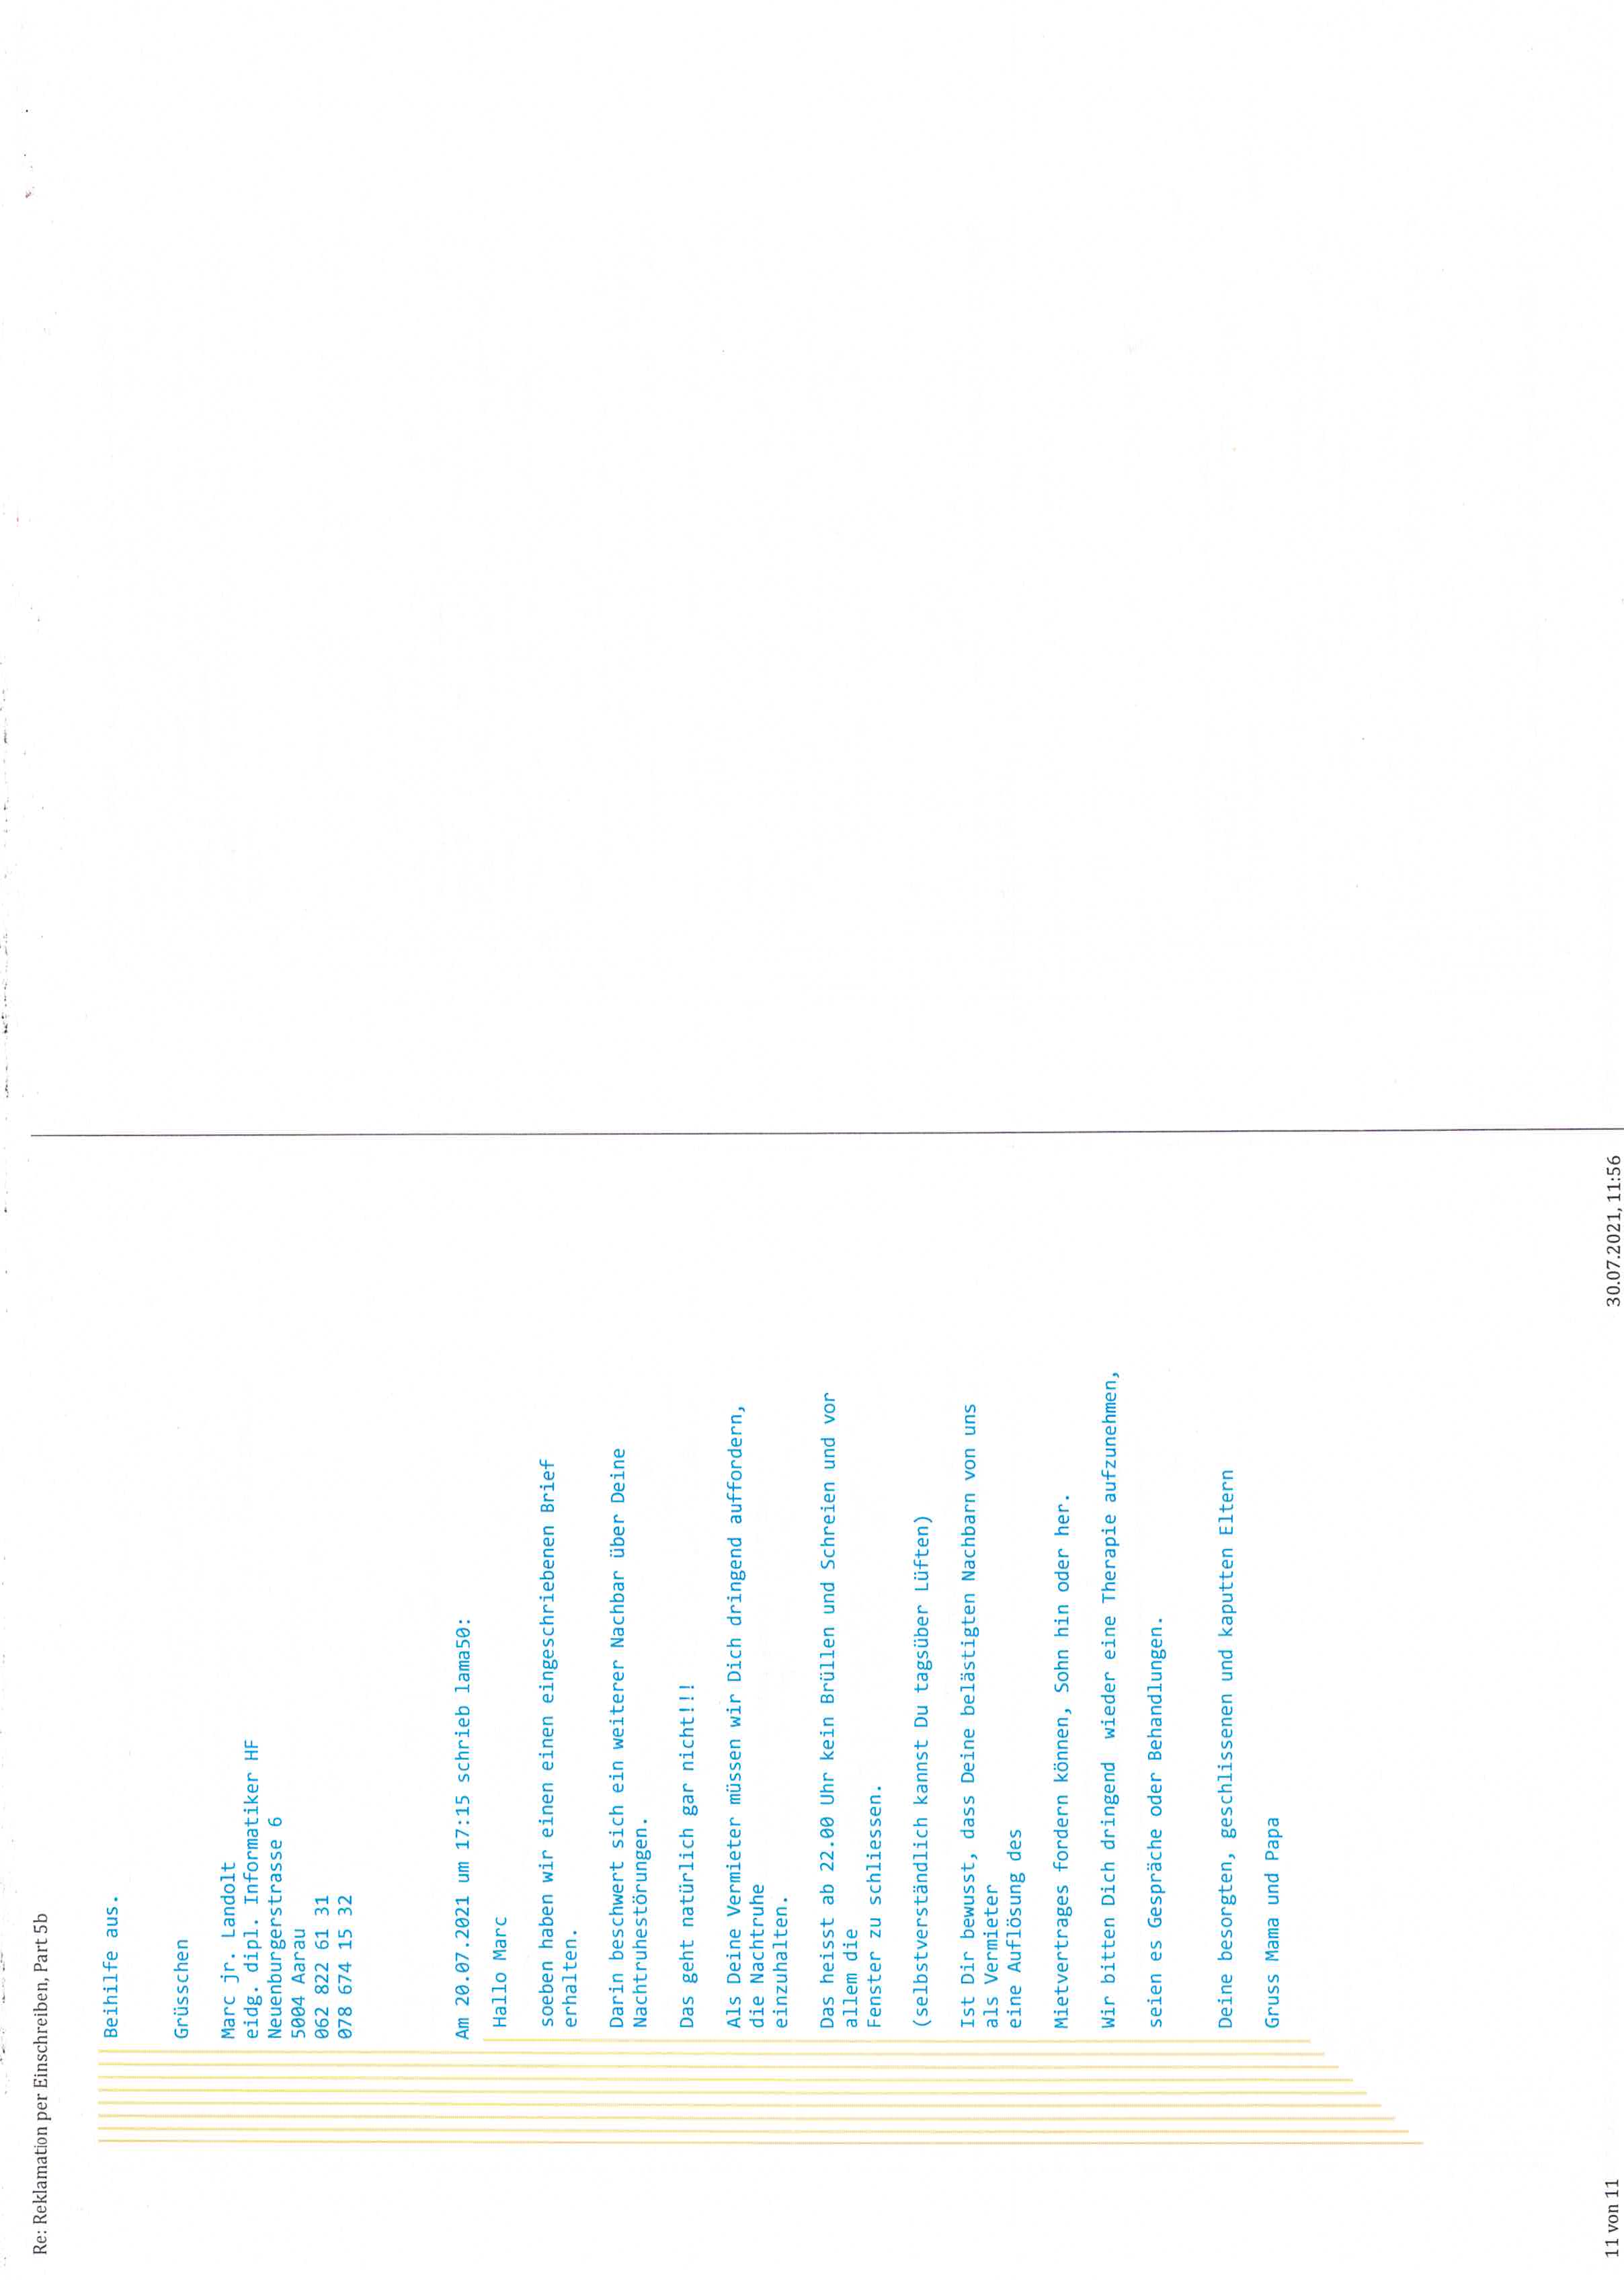 Re: Reklamation per Einschreiben, Part 5b
Beihilfe aus.
Grüsschen
Marc jr. Landolt
eidg. dipl. Informatiker HF
Neuenburgerstrasse 6
5004 Aarau
062 822 61 31
078 674 15 32
Am 20.07.2021 um 17:15 schrieb lama50:
Hallo Marc
soeben haben wir einen einen eingeschriebenen Brief
erhalten.
Darin beschwert sich ein weiterer Nachbar über Deine
Nachtruhestörungen.
Das geht natürlich gar nicht!!!
Als Deine Vermieter müssen wir Dich dringend auffordern,
die Nachtruhe
einzuhalten.
Das heisst ab 22.00 Uhr kein Brüllen und Schreien und vor
allem die
Fenster zu schliessen.
(selbstverständlich kannst Du tagsüber Lüften)
Ist Dir bewusst, dass Deine belästigten Nachbarn von uns
als Vermieter
eine Auflösung des
Mietvertrages fordern können, Sohn hin oder her.
Wir bitten Dich dringend  wieder eine Therapie aufzunehmen,
seien es Gespräche oder Behandlungen.
Deine besorgten, geschlissenen und kaputten Eltern
Gruss Mama und Papa
11 von 11
30.07.2021, 11:56